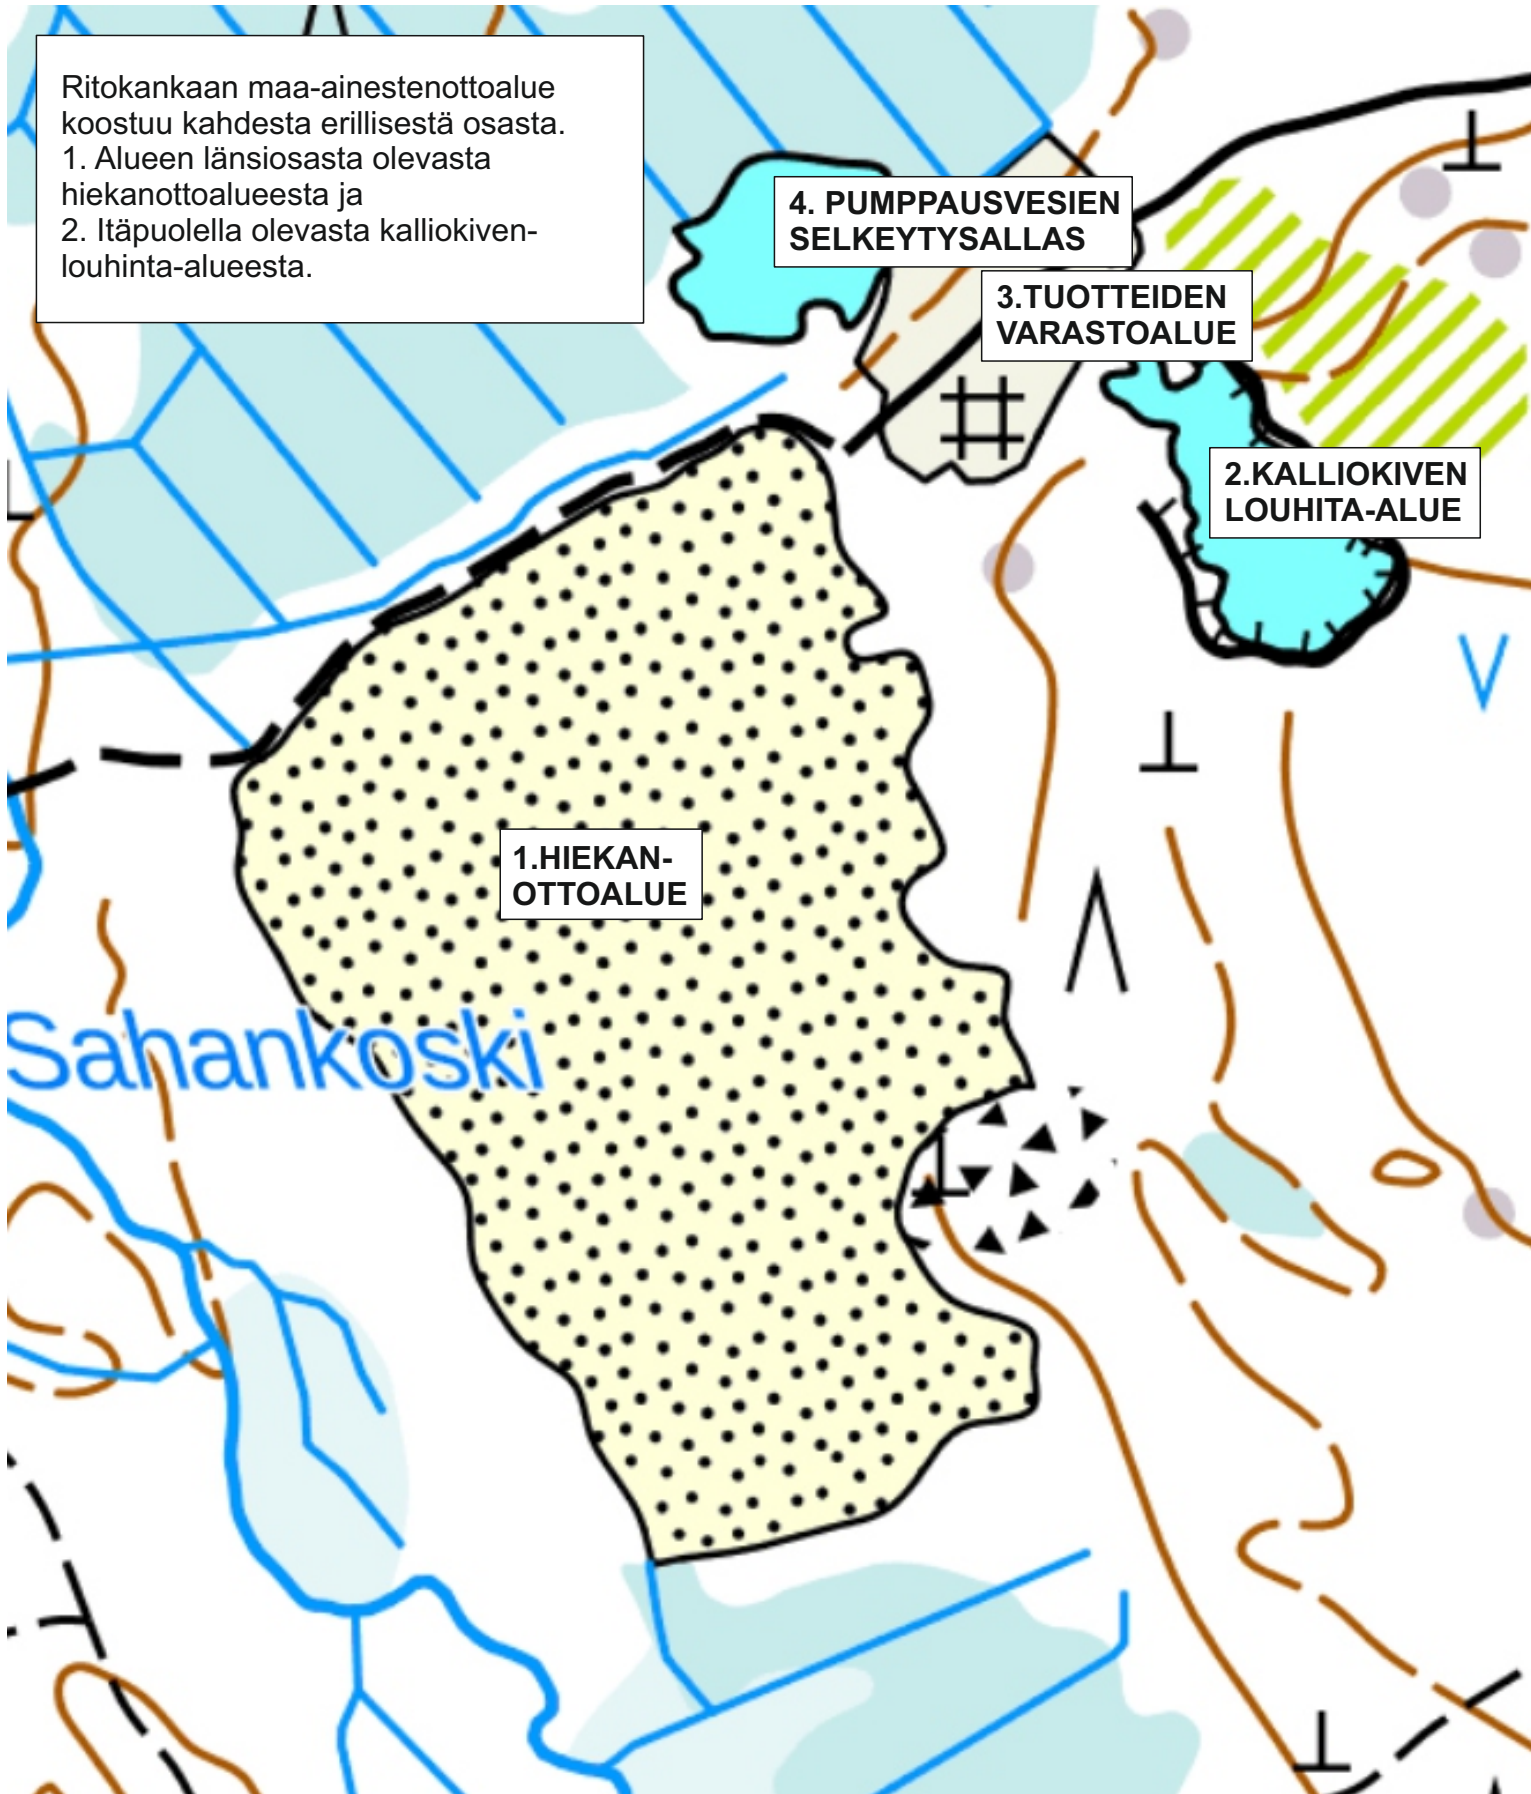 Ritokankaan maa-ainestenottoalue
koostuu kahdesta erillisestä osasta.
1. Alueen länsiosasta olevasta
hiekanottoalueesta ja
2. Itäpuolella olevasta kalliokiven-
louhinta-alueesta.
4. PUMPPAUSVESIEN
SELKEYTYSALLAS
3.TUOTTEIDEN
VARASTOALUE
2.KALLIOKIVEN
LOUHITA-ALUE
1.HIEKAN-
OTTOALUE
Sahankoski